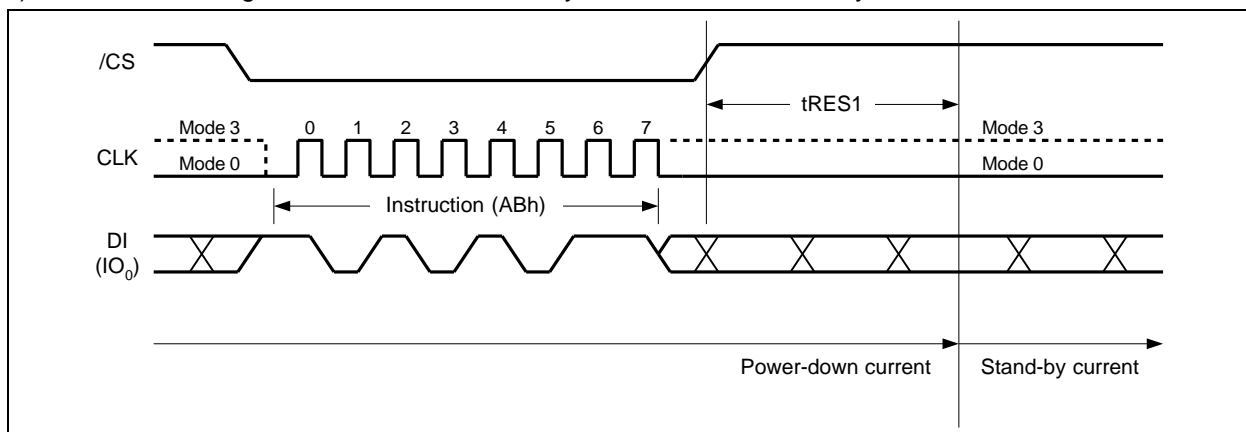 /CS
tRES1
Mode 3 0 1 2 3 4 5 6 7 Mode 3
CLK
Mode 0 Mode 0
Instruction (ABh)
DI
(IO0)
Power-down current Stand-by current